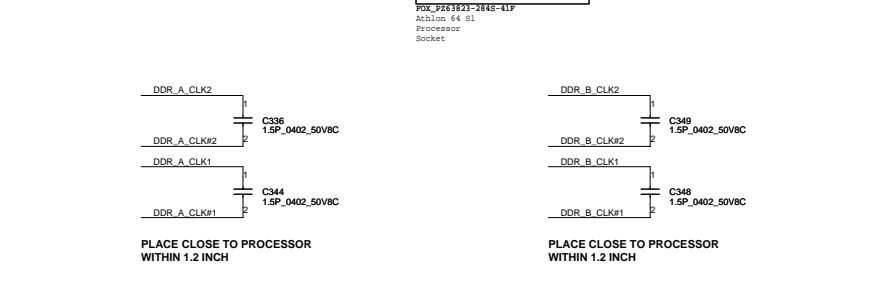 FOX_PZ63823-284S-41F
Athlon 64 S1
Processor
Socket
DDR_A_CLK2
1
C336
1.5P_0402_50V8C
2
DDR_A_CLK#2
DDR_A_CLK1
1
C344
1.5P_0402_50V8C
2
DDR_A_CLK#1
PLACE CLOSE TO PROCESSOR
WITHIN 1.2 INCH
DDR_B_CLK2
1
C349
1.5P_0402_50V8C
2
DDR_B_CLK#2
DDR_B_CLK1
1
C348
1.5P_0402_50V8C
2
DDR_B_CLK#1
PLACE CLOSE TO PROCESSOR
WITHIN 1.2 INCH